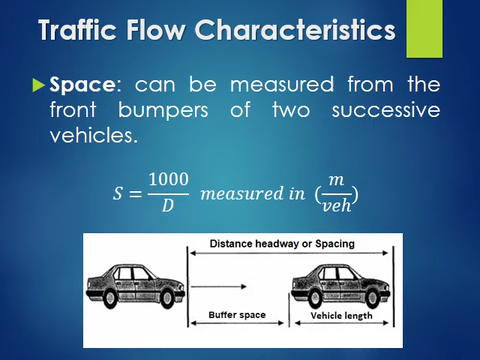 Traffic Flow Characteristics
Space: can be measured from the
front bumpers of two successive
vehicles.
S = 1000/D measured in (m/veh)
Distance headway or Spacing
Buffer space
Vehicle length